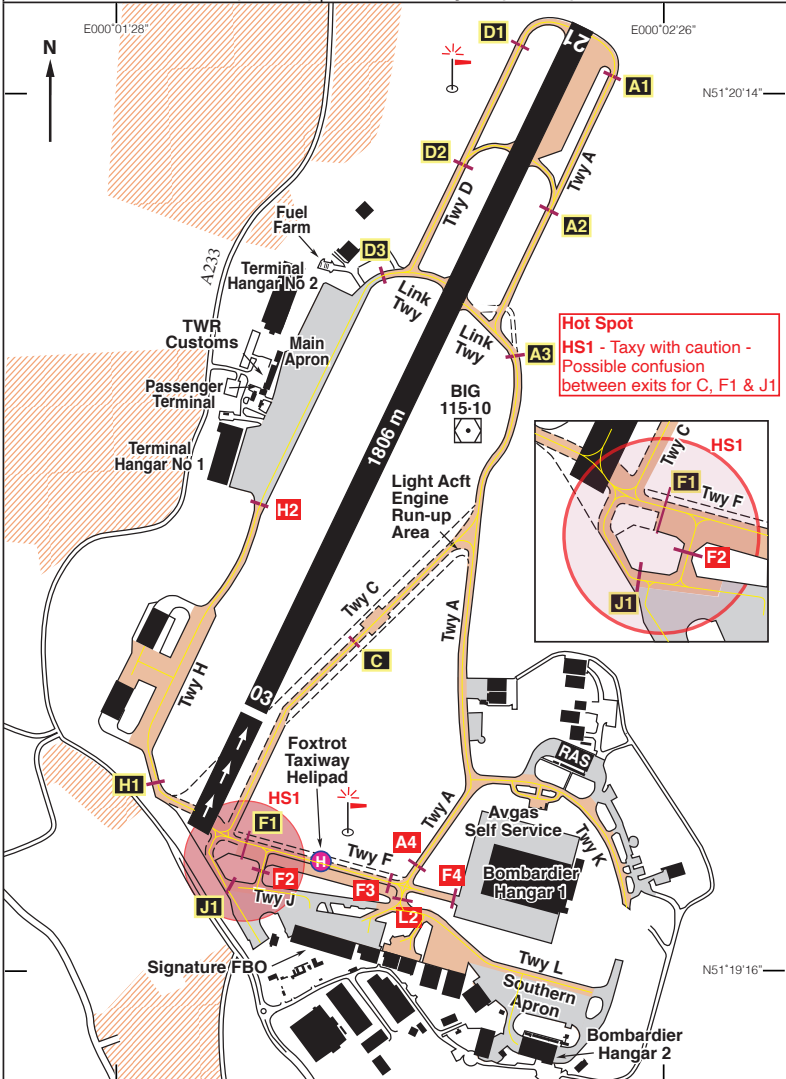 E000°01'28"
E000°02'26"
N
D1
21
A1
N51°20'14"
D2
Twy D
Twy A
A2
Fuel
Farm
A233
D3
Terminal
Hangar No 2
Link
Twy
Link
Twy
A3
TWR
Customs
Main
Apron
Passenger
Terminal
Terminal
Hangar No 1
1806 m
BIG
115·10
Hot Spot
HS1 - Taxy with caution -
Possible confusion
between exits for C, F1 & J1
HS1
Twy C
F1
Twy F
F2
J1
H2
Light Acft
Engine
Run-up
Area
Twy C
Twy A
C
Twy H
03
H1
HS1
Foxtrot
Taxiway
Helipad
RAS
Avgas
Self Service
Twy A
Twy K
F1
H
Twy F
A4
F2
F3
F4
Bombardier
Hangar 1
J1
Twy J
L2
Signature FBO
Twy L
Southern
Apron
N51°19'16"
Bombardier
Hangar 2